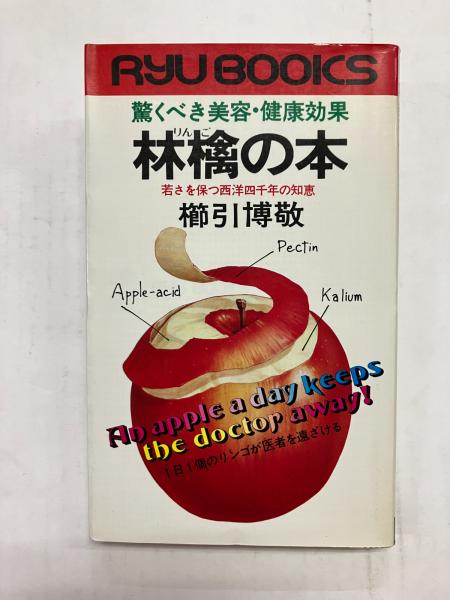 RYU BOOKS
驚くべき美容・健康効果
りんご
林檎の本
若さを保つ西洋四千年の知恵
櫛引博敬
Pectin
Apple-acid
Kalium
An apple a day keeps
the doctor away!
1日1個のリンゴが医者を遠ざける